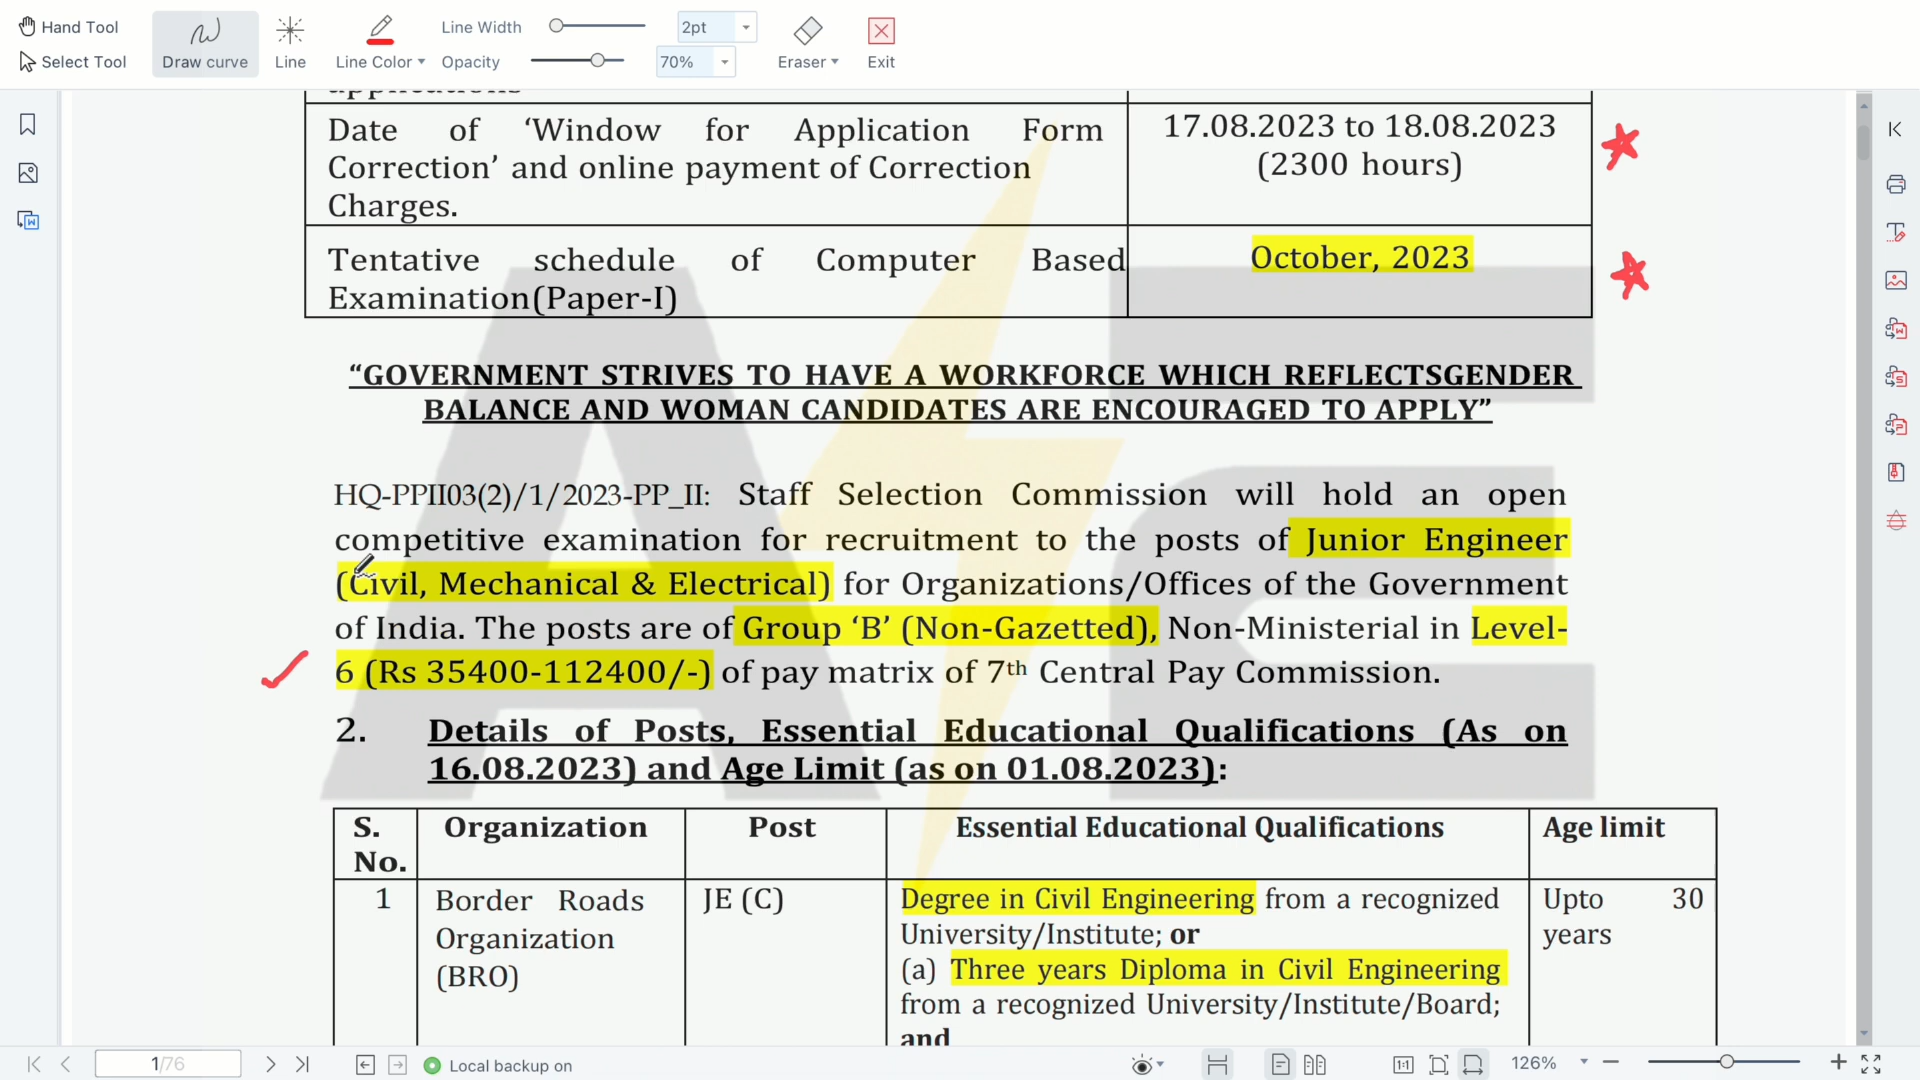 Hand Tool
Select Tool
Draw curve
Line
Line Color
Line Width
2pt
Opacity
70%
Eraser
Exit
applications
Date of ‘Window for Application Form
Correction’ and online payment of Correction
Charges.
17.08.2023 to 18.08.2023
(2300 hours)
Tentative schedule of Computer Based
Examination(Paper-I)
October, 2023
“GOVERNMENT STRIVES TO HAVE A WORKFORCE WHICH REFLECTSGENDER
BALANCE AND WOMAN CANDIDATES ARE ENCOURAGED TO APPLY”
HQ-PPII03(2)/1/2023-PP_II: Staff Selection Commission will hold an open
competitive examination for recruitment to the posts of Junior Engineer
(Civil, Mechanical & Electrical) for Organizations/Offices of the Government
of India. The posts are of Group ‘B’ (Non-Gazetted), Non-Ministerial in Level-
6 (Rs 35400-112400/-) of pay matrix of 7th Central Pay Commission.
2. Details of Posts, Essential Educational Qualifications (As on
16.08.2023) and Age Limit (as on 01.08.2023):
S.
No.
Organization
Post
Essential Educational Qualifications
Age limit
1
Border Roads
Organization
(BRO)
JE (C)
Degree in Civil Engineering from a recognized
University/Institute; or
(a) Three years Diploma in Civil Engineering
from a recognized University/Institute/Board;
and
Upto 30
years
1/76
Local backup on
1:1
126%